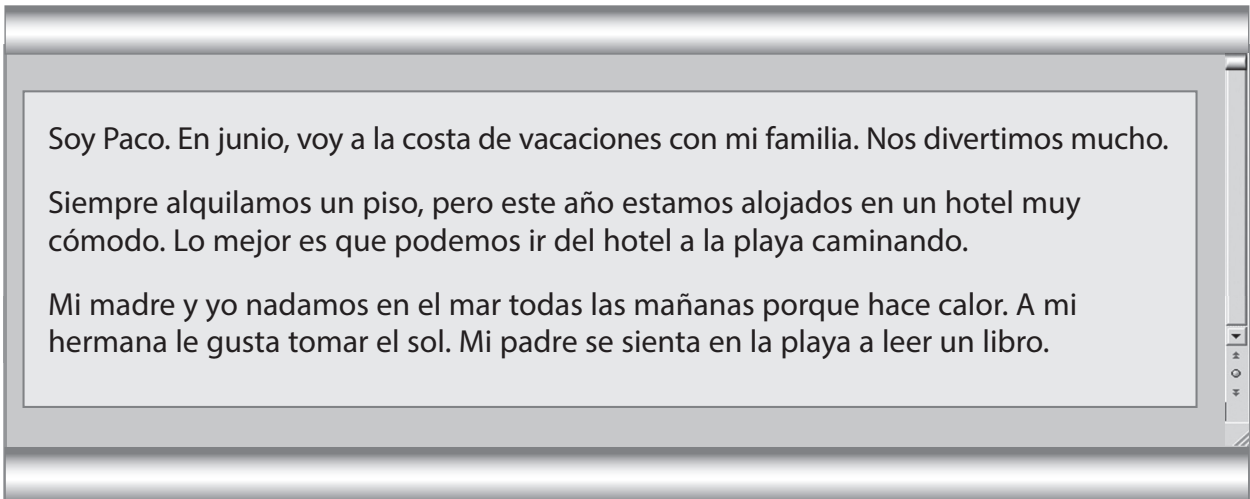 Soy Paco. En junio, voy a la costa de vacaciones con mi familia. Nos divertimos mucho.
Siempre alquilamos un piso, pero este año estamos alojados en un hotel muy
cómodo. Lo mejor es que podemos ir del hotel a la playa caminando.
Mi madre y yo nadamos en el mar todas las mañanas porque hace calor. A mi
hermana le gusta tomar el sol. Mi padre se sienta en la playa a leer un libro.